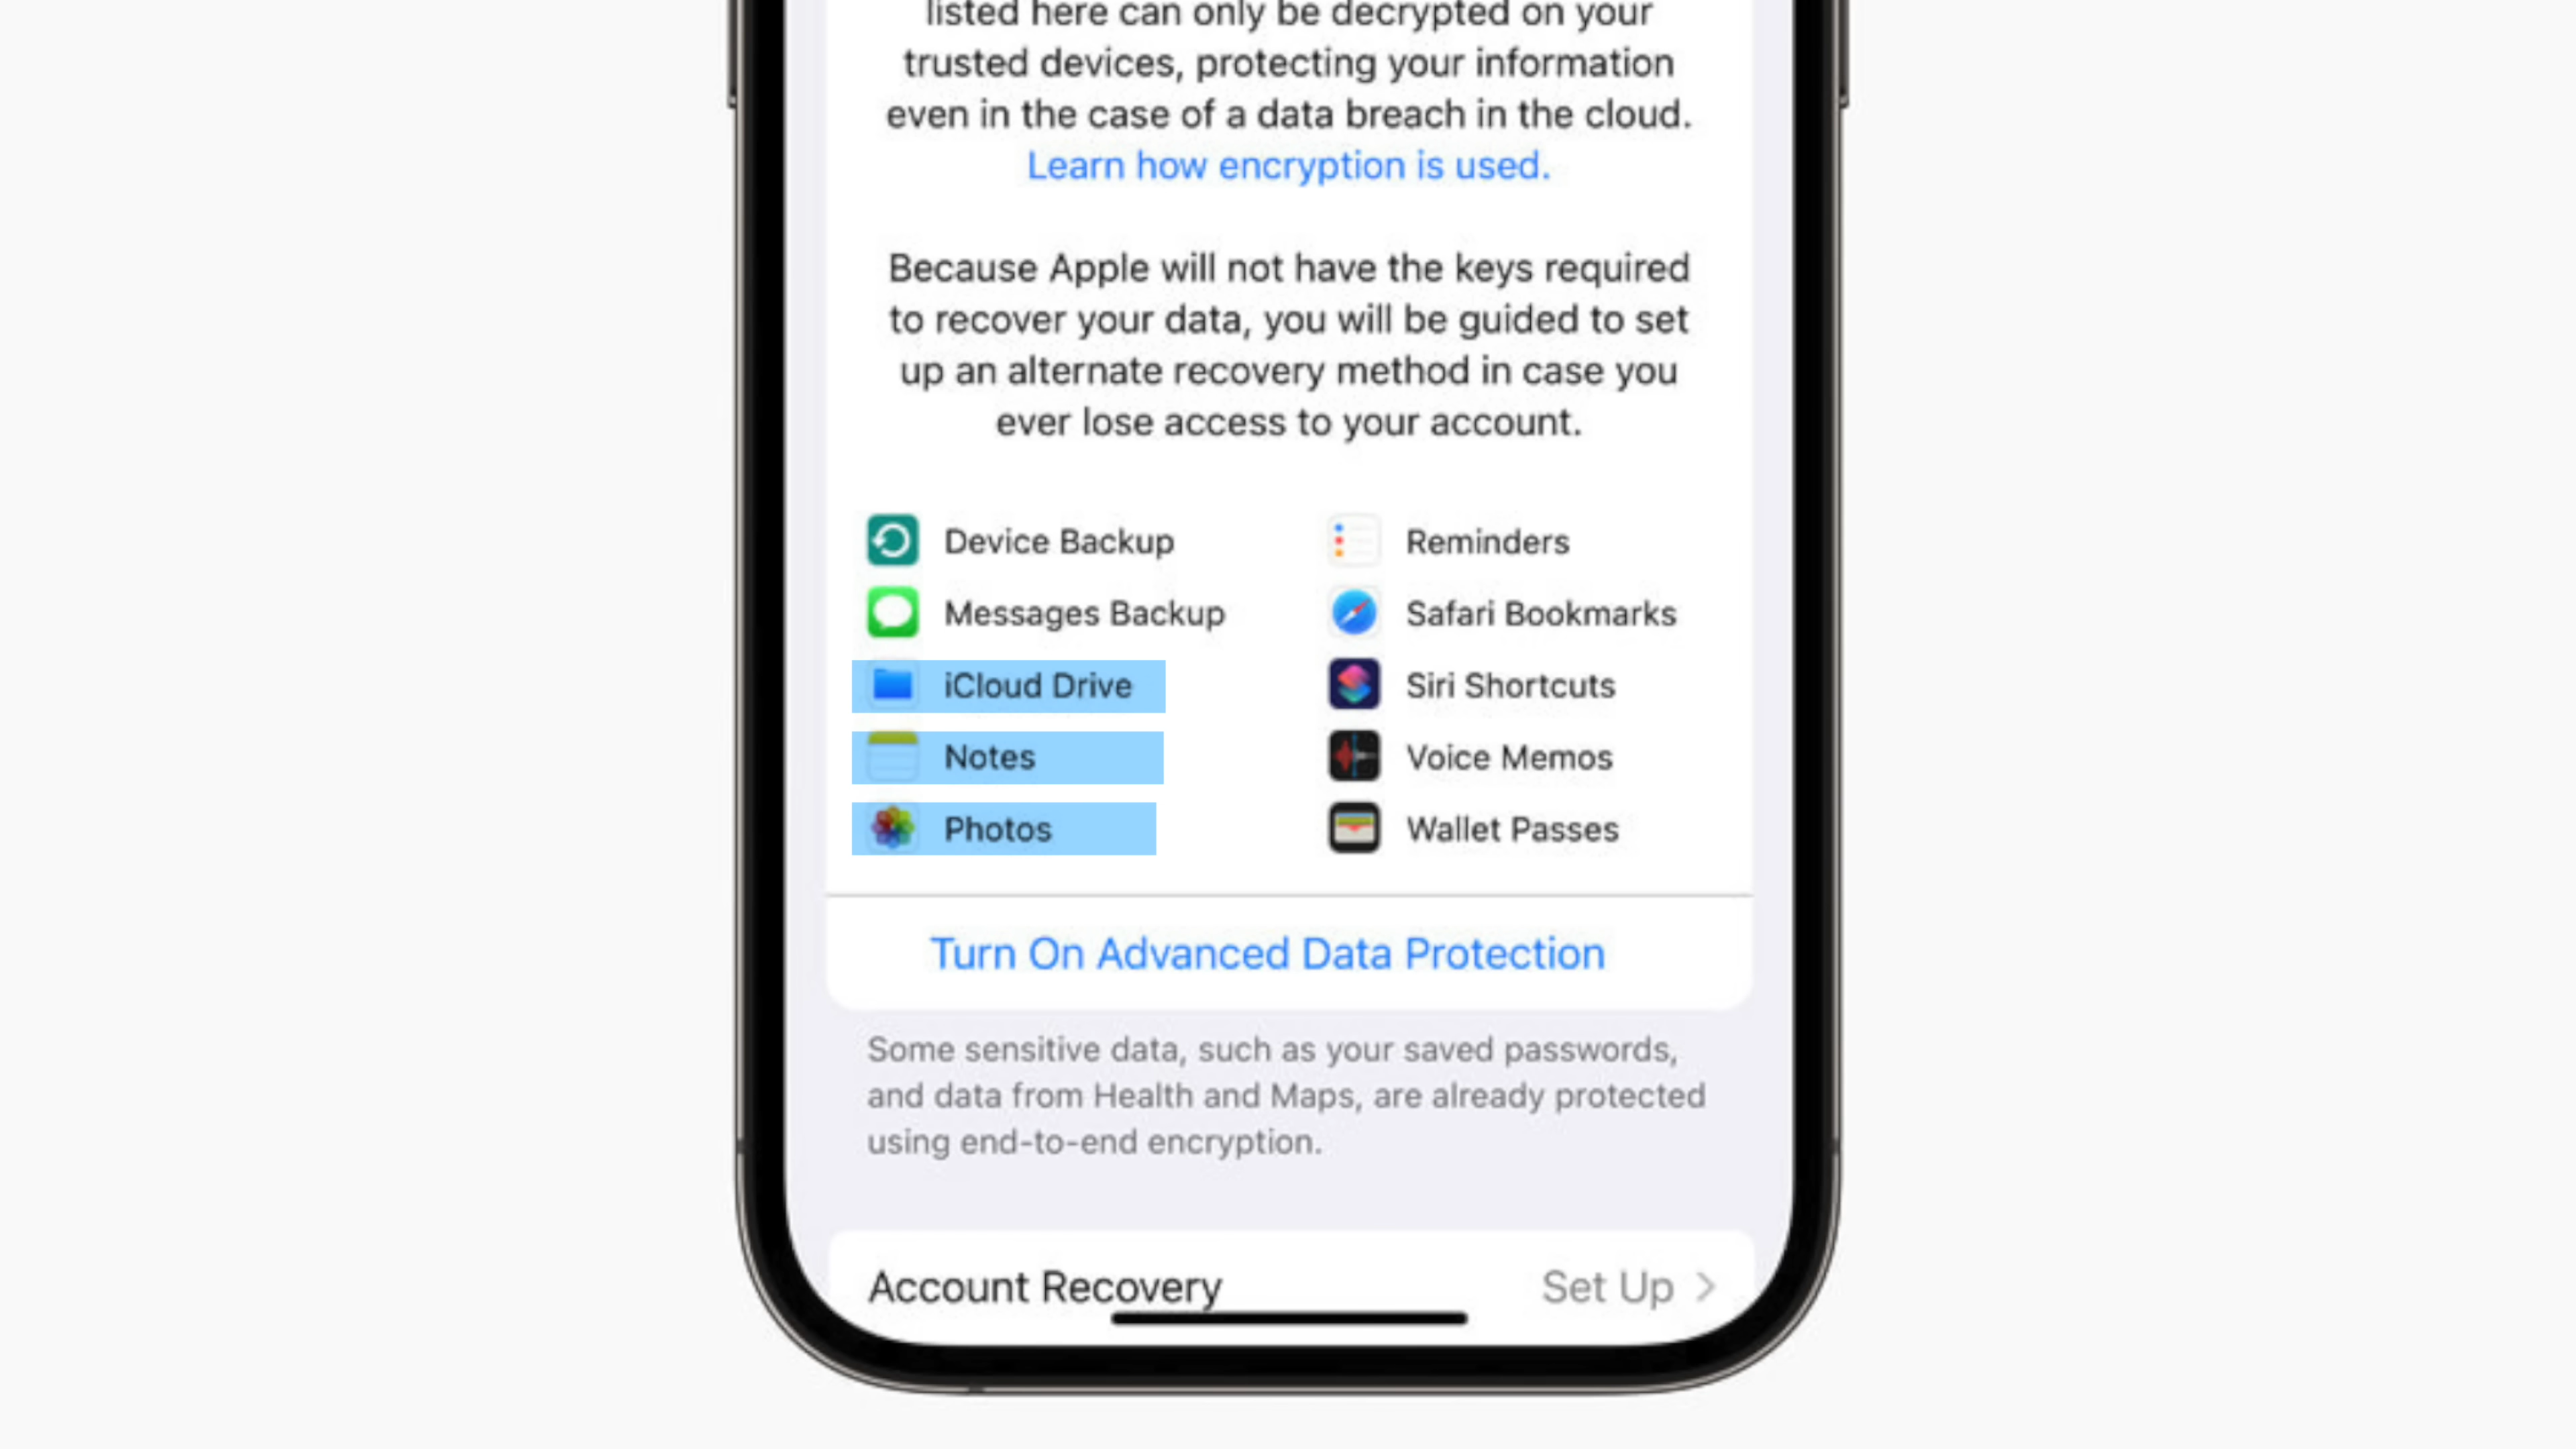 listed here can only be decrypted on your
trusted devices, protecting your information
even in the case of a data breach in the cloud.
Learn how encryption is used.
Because Apple will not have the keys required
to recover your data, you will be guided to set
up an alternate recovery method in case you
ever lose access to your account.
Device Backup
Messages Backup
iCloud Drive
Notes
Photos
Reminders
Safari Bookmarks
Siri Shortcuts
Voice Memos
Wallet Passes
Turn On Advanced Data Protection
Some sensitive data, such as your saved passwords,
and data from Health and Maps, are already protected
using end-to-end encryption.
Account Recovery Set Up >